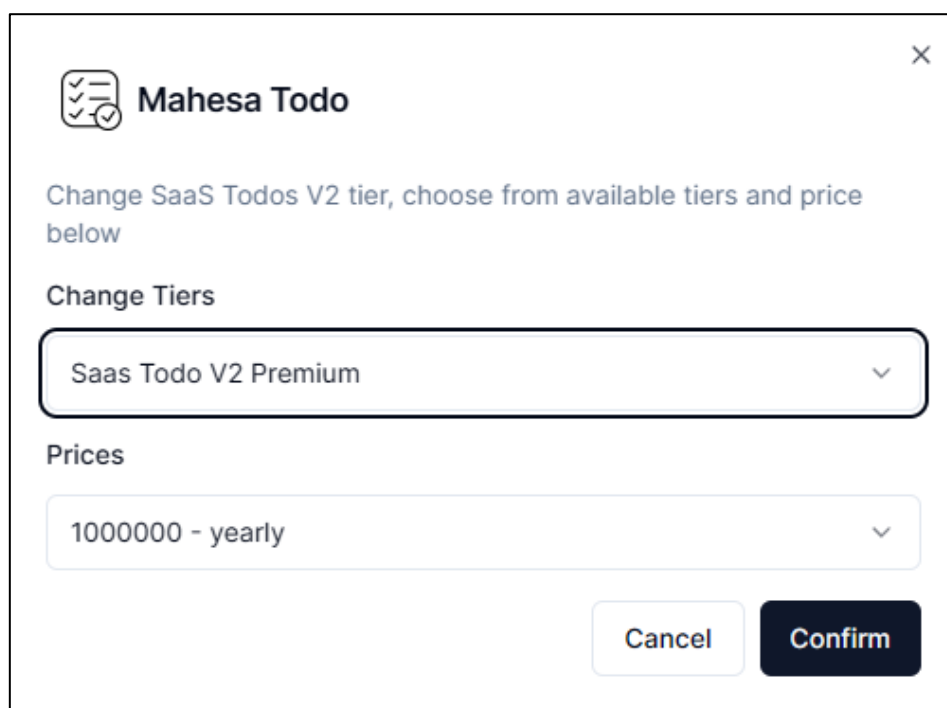 Mahesa Todo
Change SaaS Todos V2 tier, choose from available tiers and price
below
Change Tiers
Saas Todo V2 Premium
Prices
1000000 - yearly
Cancel
Confirm